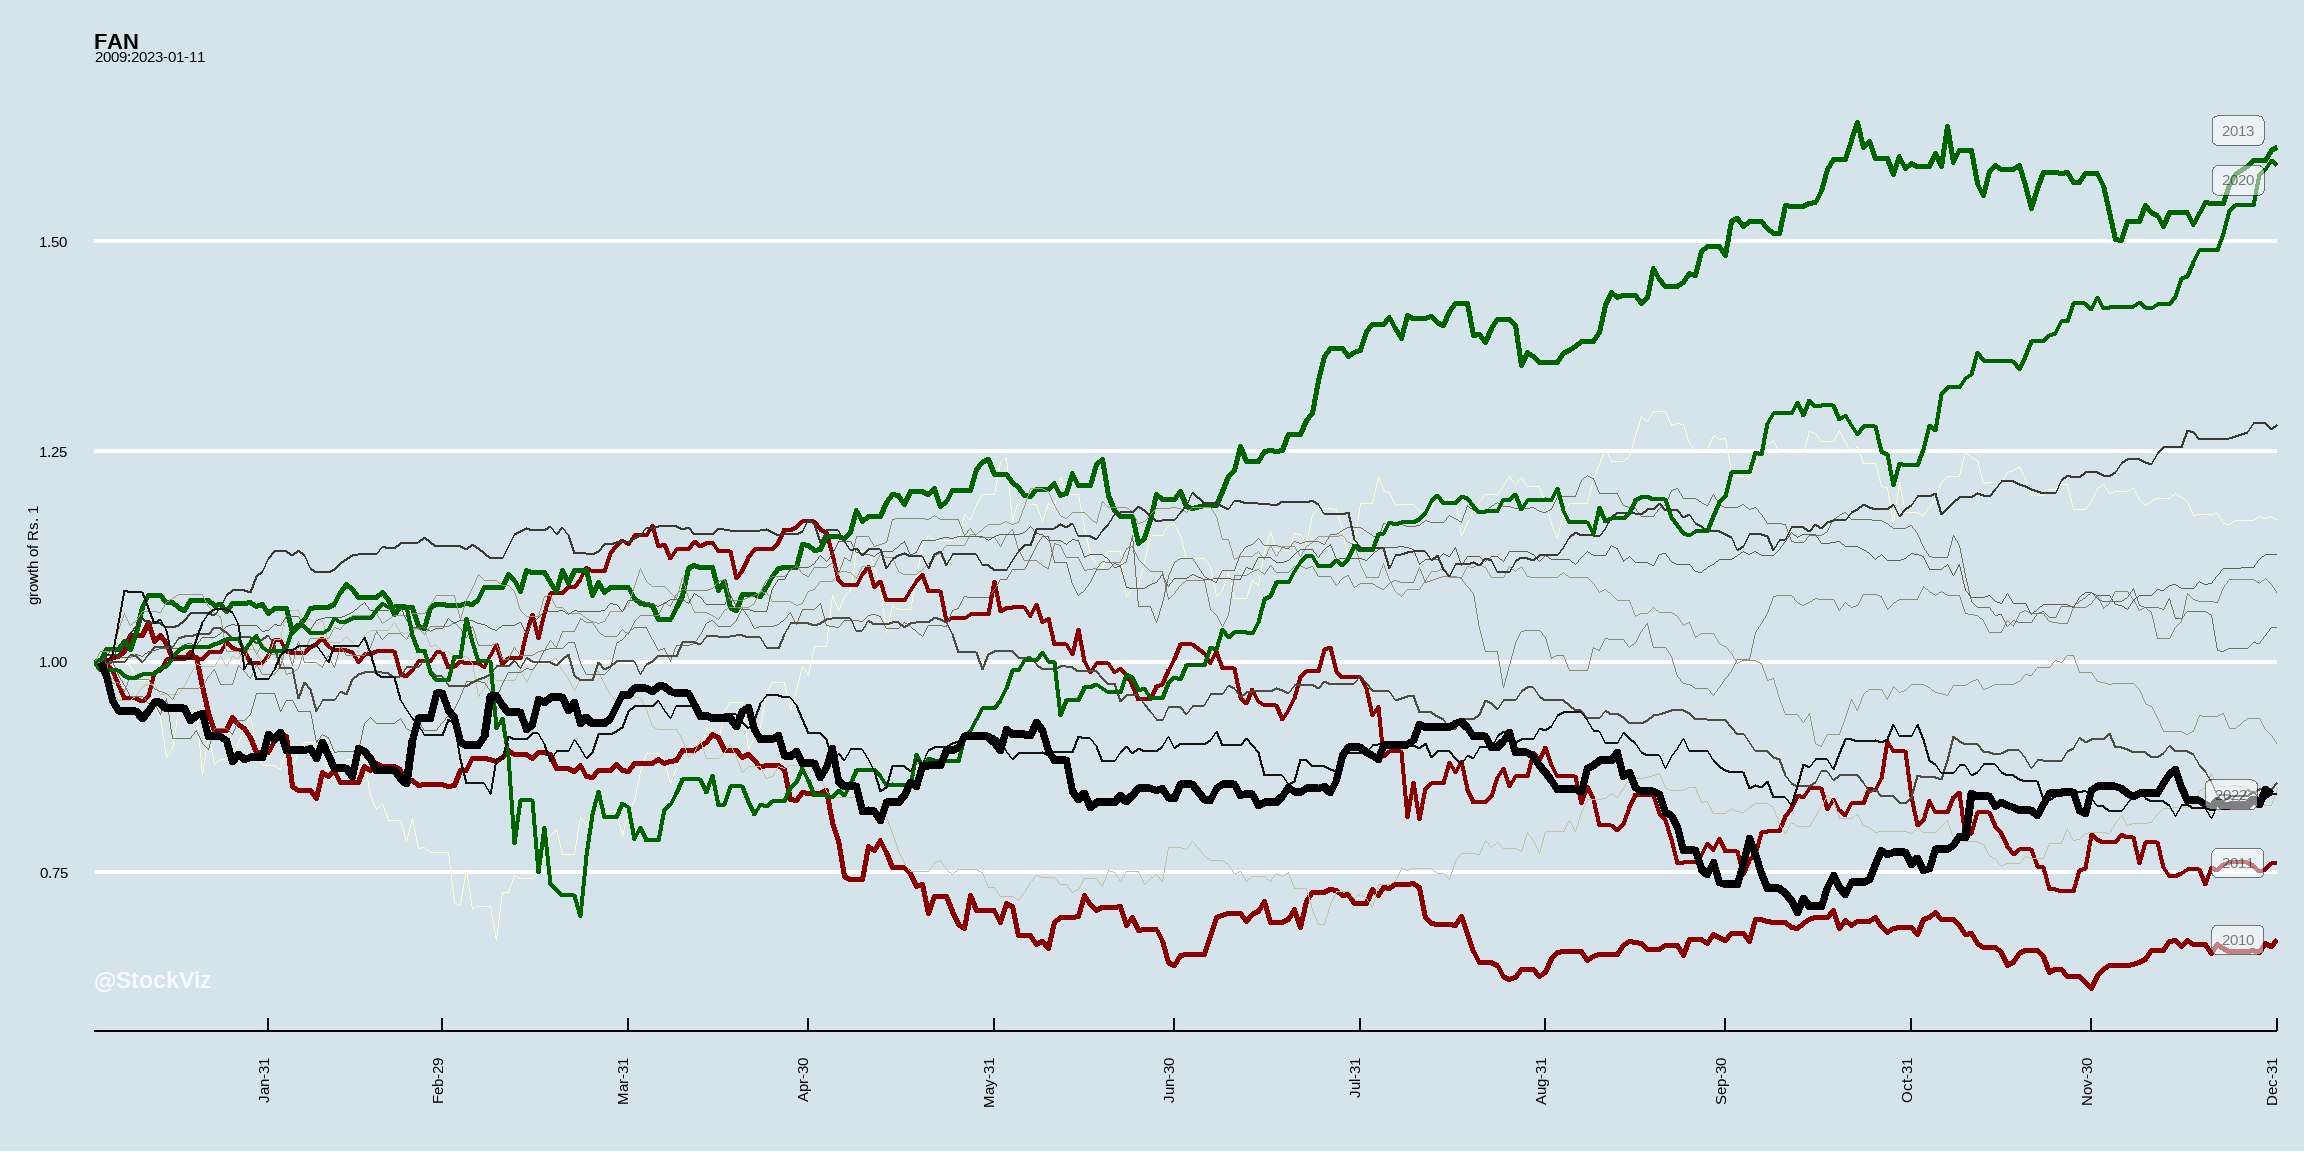 FAN
2009:2023-01-11
2013
2020
1.50
1.25
growth of Rs. 1
1.00
2022
0.75
2011
2010
@StockViz
Jan-31
Feb-29
Mar-31
Apr-30
May-31
Jun-30
Jul-31
Aug-31
Sep-30
Oct-31
Nov-30
Dec-31